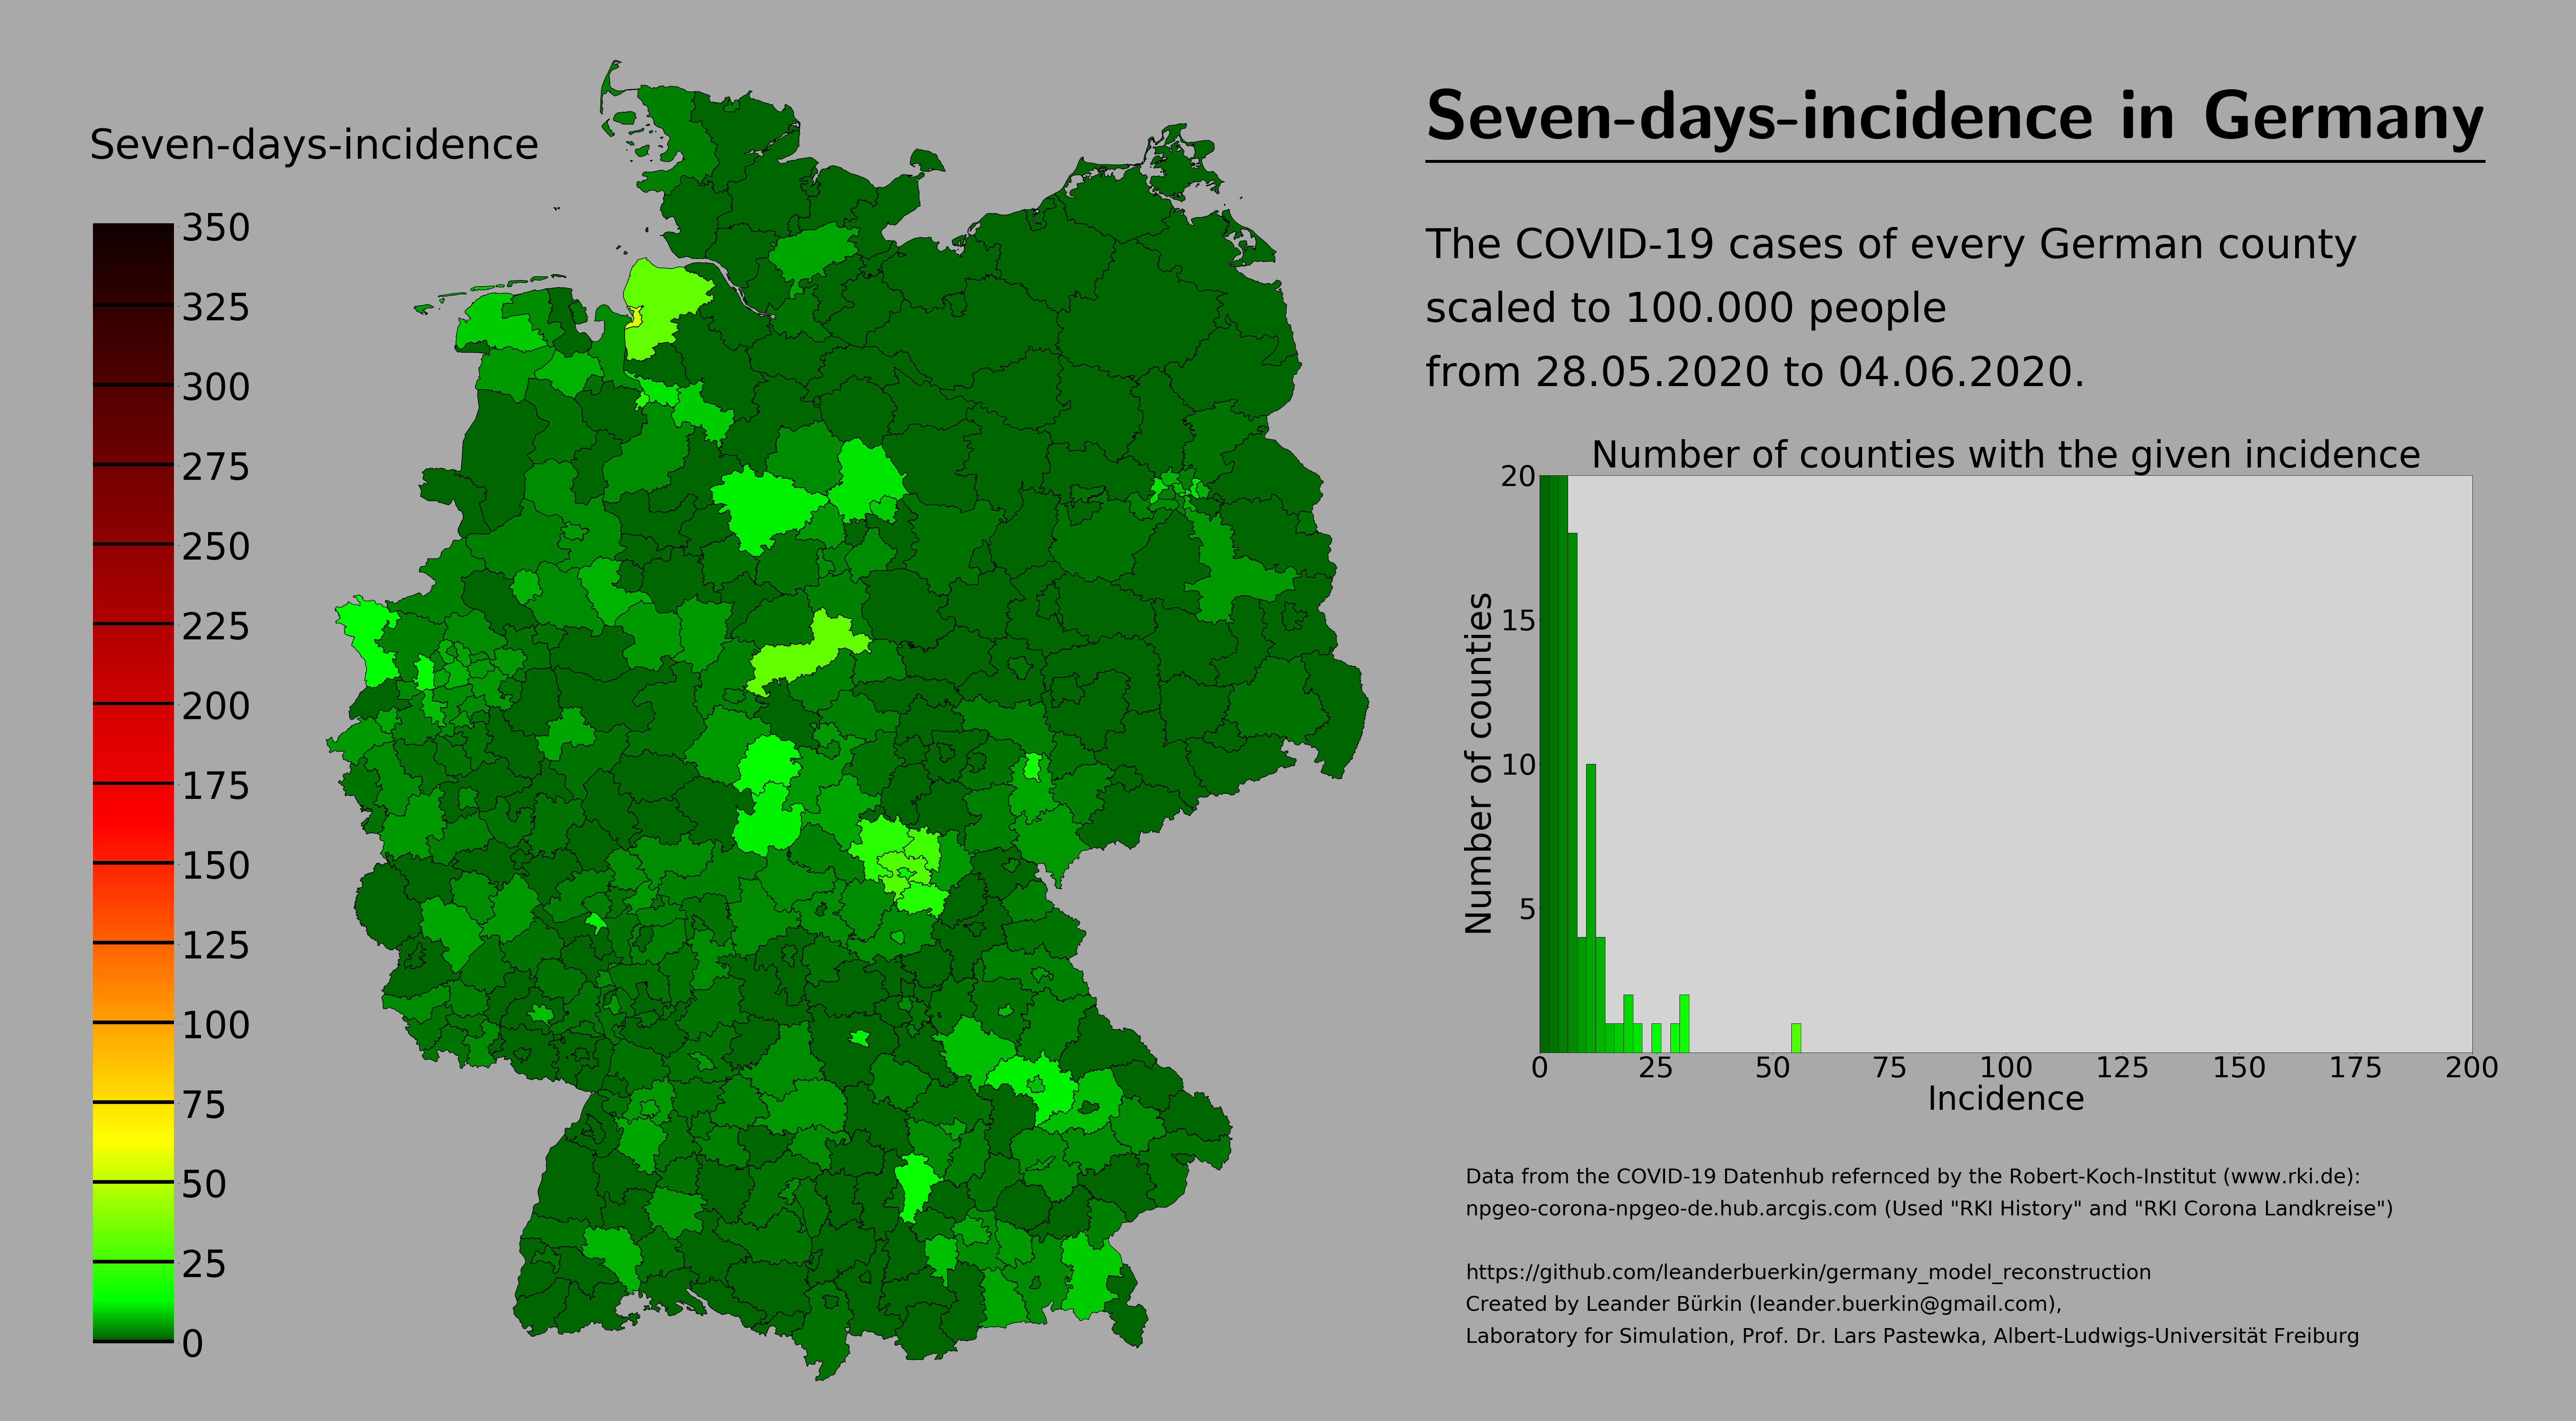 Seven-days-incidence in Germany
Seven-days-incidence
350
325
300
275
250
225
200
175
150
125
100
75
50
25
0
The COVID-19 cases of every German county
scaled to 100.000 people
from 28.05.2020 to 04.06.2020.
Number of counties with the given incidence
Number of counties
20
15
10
5
0 25 50 75 100 125 150 175 200
Incidence
Data from the COVID-19 Datenhub refernced by the Robert-Koch-Institut (www.rki.de):
npgeo-corona-npgeo-de.hub.arcgis.com (Used "RKI History" and "RKI Corona Landkreise")
https://github.com/leanderbuerkin/germany_model_reconstruction
Created by Leander Bürkin (leander.buerkin@gmail.com),
Laboratory for Simulation, Prof. Dr. Lars Pastewka, Albert-Ludwigs-Universität Freiburg